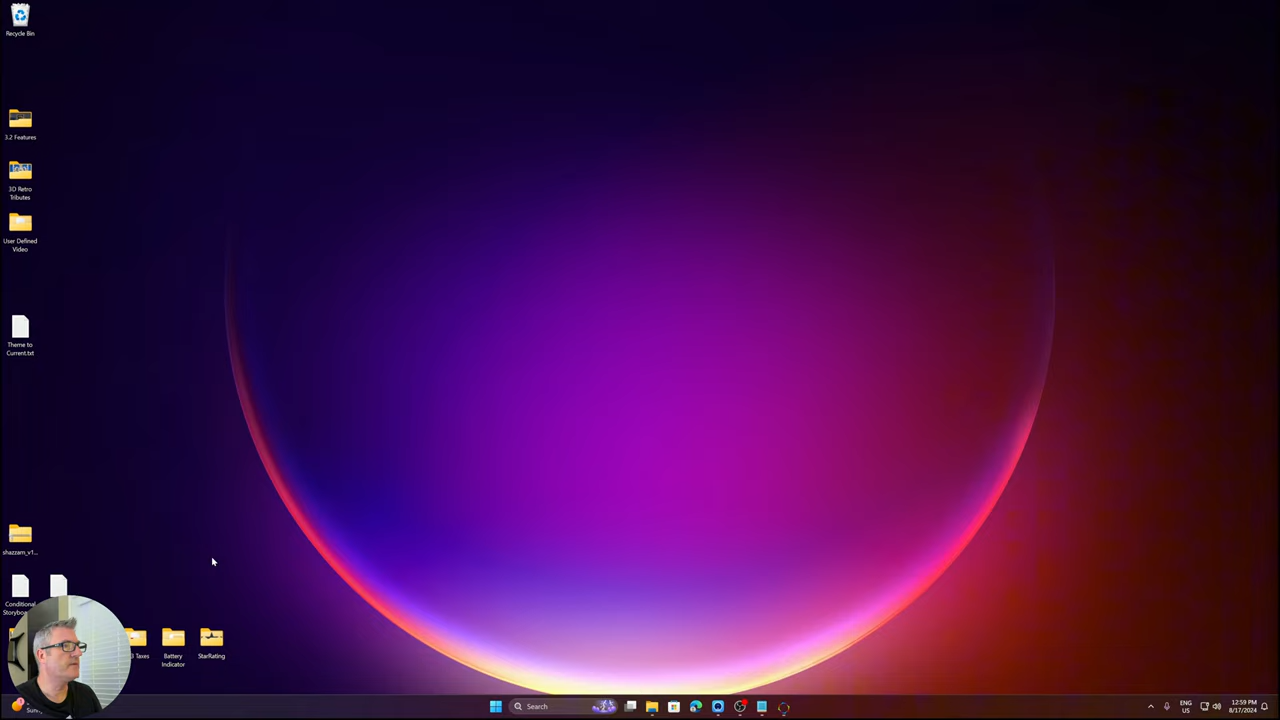 Recycle Bin
3.2 Features
3D Retro
Tributes
User Defined
Video
Theme to
Current.txt
shazzam_v1...
Conditional
Taxes
Battery
Indicator
StarRating
Search
ENG
US
12:59 PM
8/17/2024